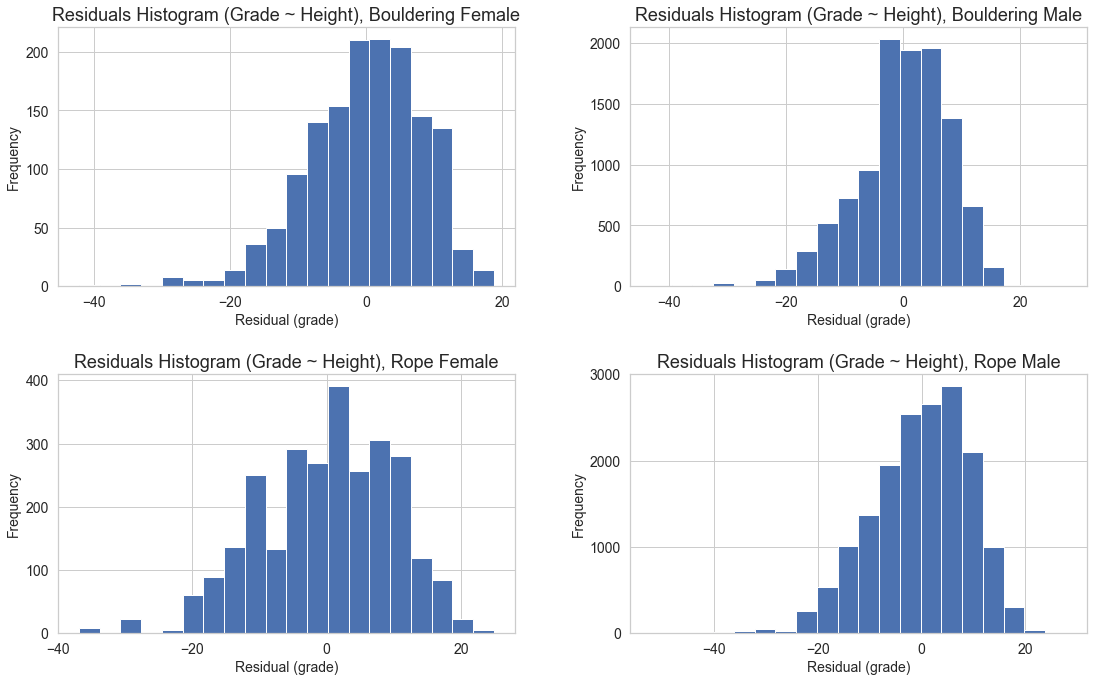 Residuals Histogram (Grade ~ Height), Bouldering Female
Frequency
200
150
100
50
0
−40
−20
0
20
Residual (grade)
Residuals Histogram (Grade ~ Height), Bouldering Male
Frequency
2000
1500
1000
500
0
−40
−20
0
20
Residual (grade)
Residuals Histogram (Grade ~ Height), Rope Female
Frequency
400
300
200
100
0
−40
−20
0
20
Residual (grade)
Residuals Histogram (Grade ~ Height), Rope Male
Frequency
3000
2000
1000
0
−40
−20
0
20
Residual (grade)